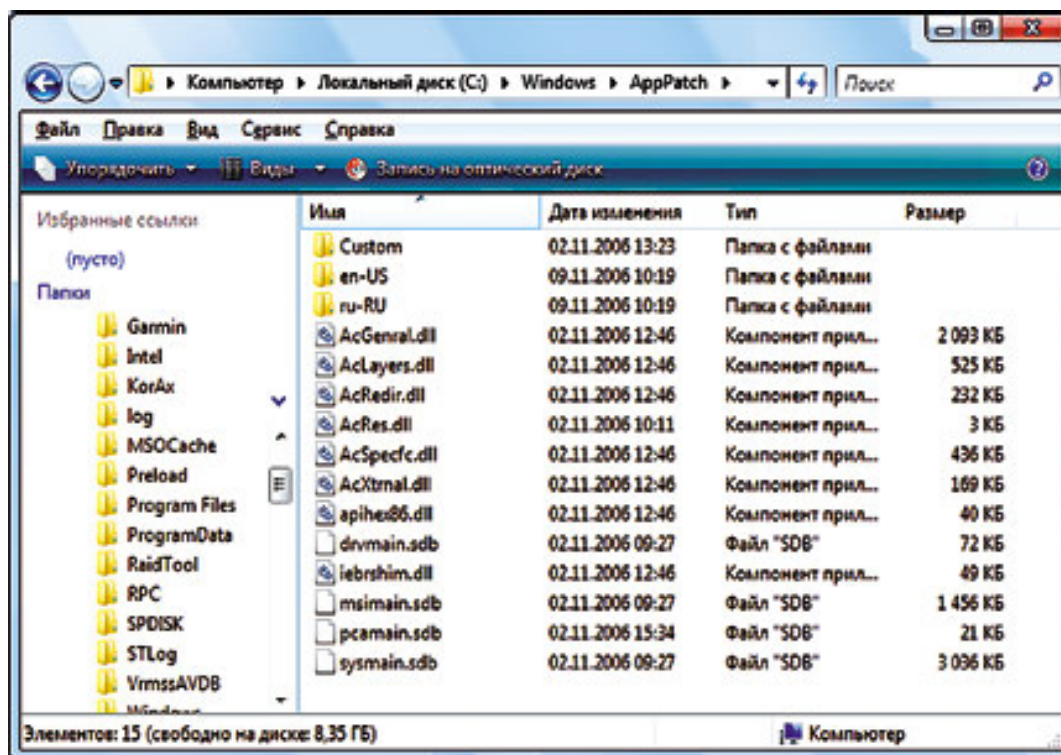 Компьютер ▸ Локальный диск (C:) ▸ Windows ▸ AppPatch ▸ Поиск
Файл Правка Вид Сервис Справка
Упорядочить Виды Запись на оптический диск
Избранные ссылки
(пусто)
Папки
Garmin
Intel
KorAx
log
MSOCache
Preload
Program Files
ProgramData
RaidTool
RPC
SPDISK
STLog
VrmssAVDB
Windows
Имя Дата изменения Тип Размер
Custom 02.11.2006 13:23 Папка с файлами
en-US 09.11.2006 10:19 Папка с файлами
ru-RU 09.11.2006 10:19 Папка с файлами
AcGenral.dll 02.11.2006 12:46 Компонент прил... 2 093 КБ
AcLayers.dll 02.11.2006 12:46 Компонент прил... 525 КБ
AcRedir.dll 02.11.2006 12:46 Компонент прил... 232 КБ
AcRes.dll 02.11.2006 10:11 Компонент прил... 3 КБ
AcSpecfc.dll 02.11.2006 12:46 Компонент прил... 436 КБ
AcXtrnal.dll 02.11.2006 12:46 Компонент прил... 169 КБ
apihex86.dll 02.11.2006 12:46 Компонент прил... 40 КБ
drvmain.sdb 02.11.2006 09:27 Файл "SDB" 72 КБ
iebrshim.dll 02.11.2006 12:46 Компонент прил... 49 КБ
msimain.sdb 02.11.2006 09:27 Файл "SDB" 1 456 КБ
pcamain.sdb 02.11.2006 15:34 Файл "SDB" 21 КБ
sysmain.sdb 02.11.2006 09:27 Файл "SDB" 3 036 КБ
Элементов: 15 (свободно на диске: 8,35 ГБ) Компьютер